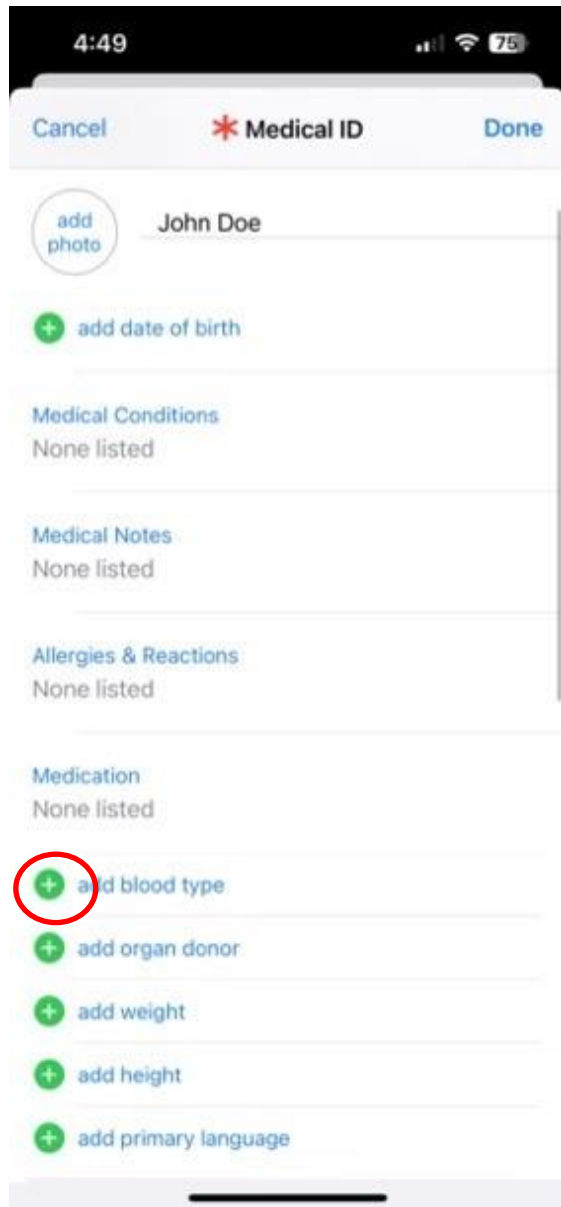 4:49
75
Cancel
Medical ID
Done
add
photo
John Doe
add date of birth
Medical Conditions
None listed
Medical Notes
None listed
Allergies & Reactions
None listed
Medication
None listed
add blood type
add organ donor
add weight
add height
add primary language